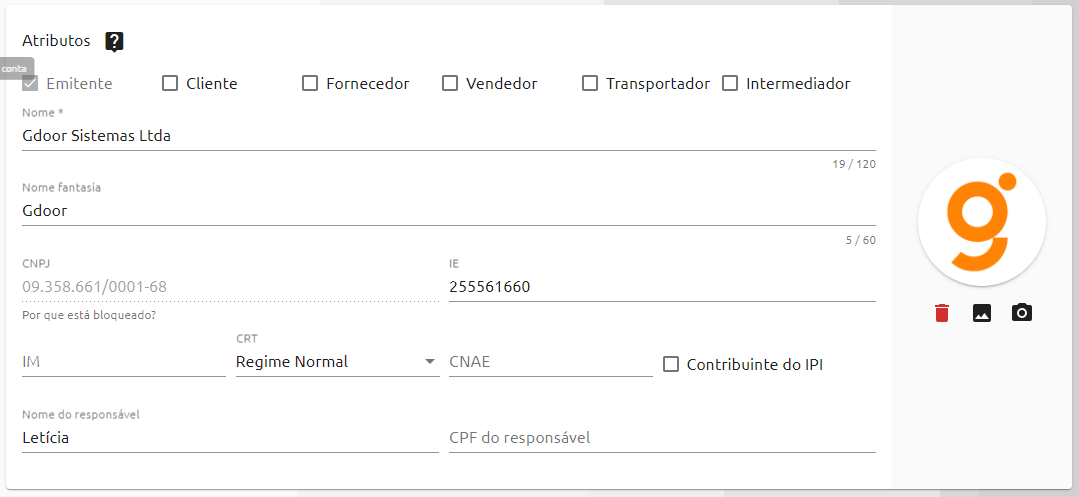 Atributos ?
conta
Emitente Cliente Fornecedor Vendedor Transportador Intermediador
Nome *
Gdoor Sistemas Ltda
19 / 120
Nome fantasia
Gdoor
5 / 60
CNPJ IE
09.358.661/0001-68 255561660
Por que está bloqueado?
CRT
IM Regime Normal CNAE Contribuinte do IPI
Nome do responsável
Letícia CPF do responsável
g